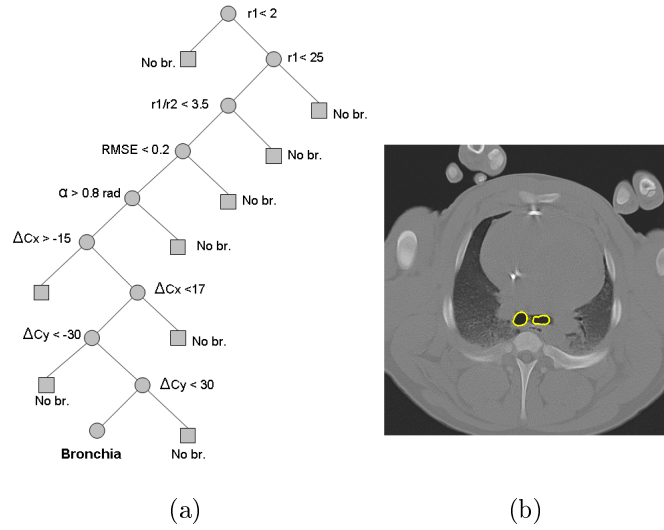 r1< 2
No br.
r1< 25
r1/r2 < 3.5
No br.
RMSE < 0.2
No br.
α > 0.8 rad
No br.
ΔCx > -15
No br.
ΔCx <17
ΔCy < -30
No br.
No br.
ΔCy < 30
Bronchia
No br.
(a)
(b)